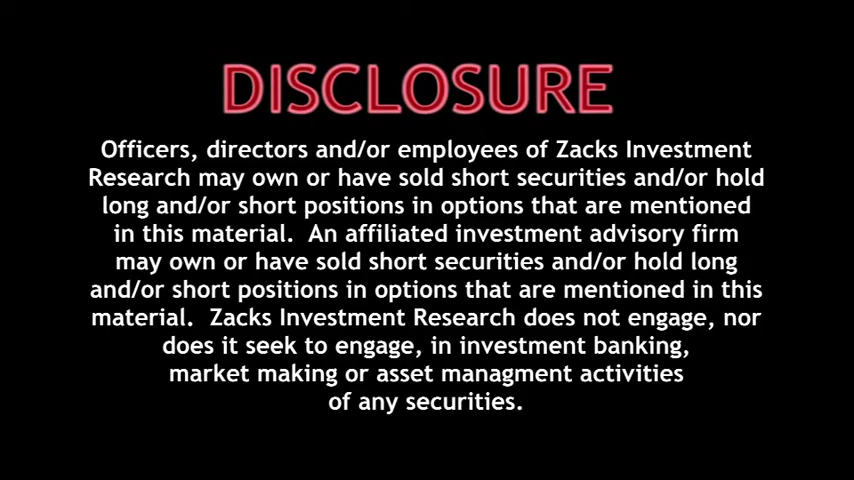 DISCLOSURE
Officers, directors and/or employees of Zacks Investment
Research may own or have sold short securities and/or hold
long and/or short positions in options that are mentioned
in this material.  An affiliated investment advisory firm
may own or have sold short securities and/or hold long
and/or short positions in options that are mentioned in this
material.  Zacks Investment Research does not engage, nor
does it seek to engage, in investment banking,
market making or asset managment activities
of any securities.